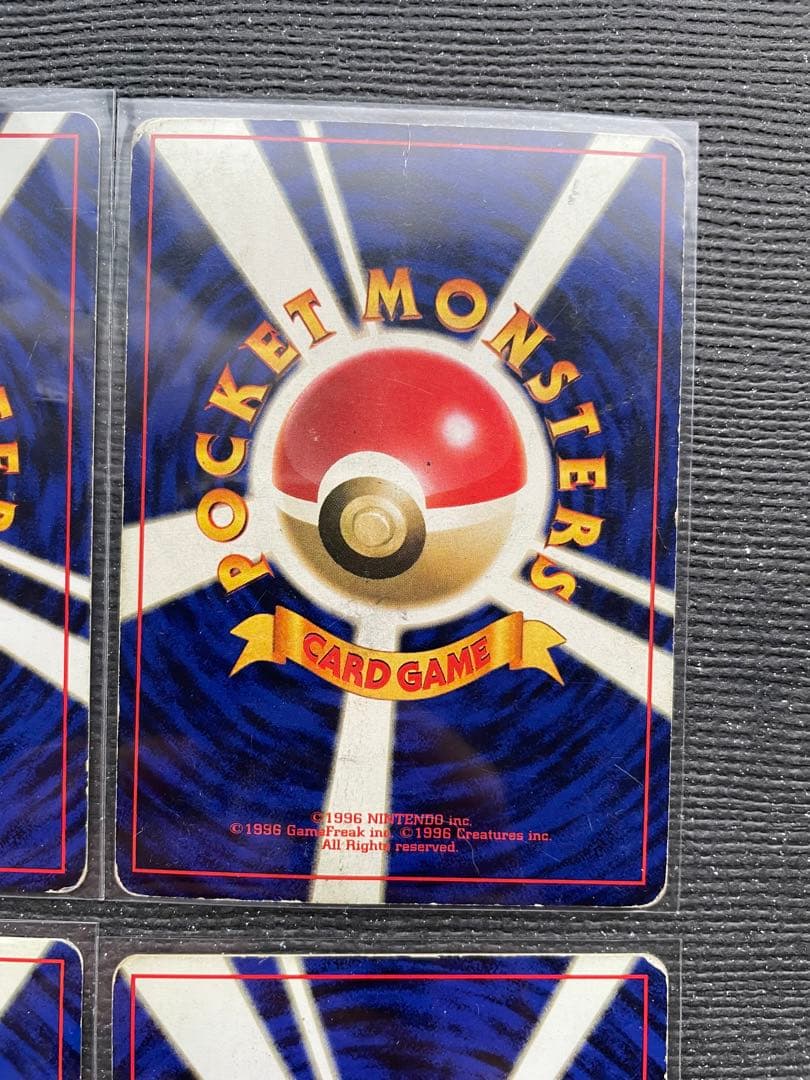 POCKET MONSTERS
CARD GAME
©1996 NINTENDO inc.
©1996 GameFreak inc. ©1996 Creatures inc.
All Rights reserved.